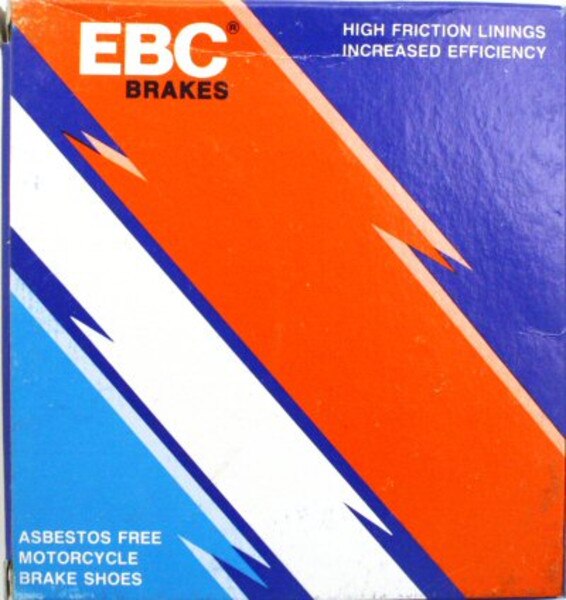 EBC®
BRAKES
HIGH FRICTION LININGS
INCREASED EFFICIENCY
ASBESTOS FREE
MOTORCYCLE
BRAKE SHOES